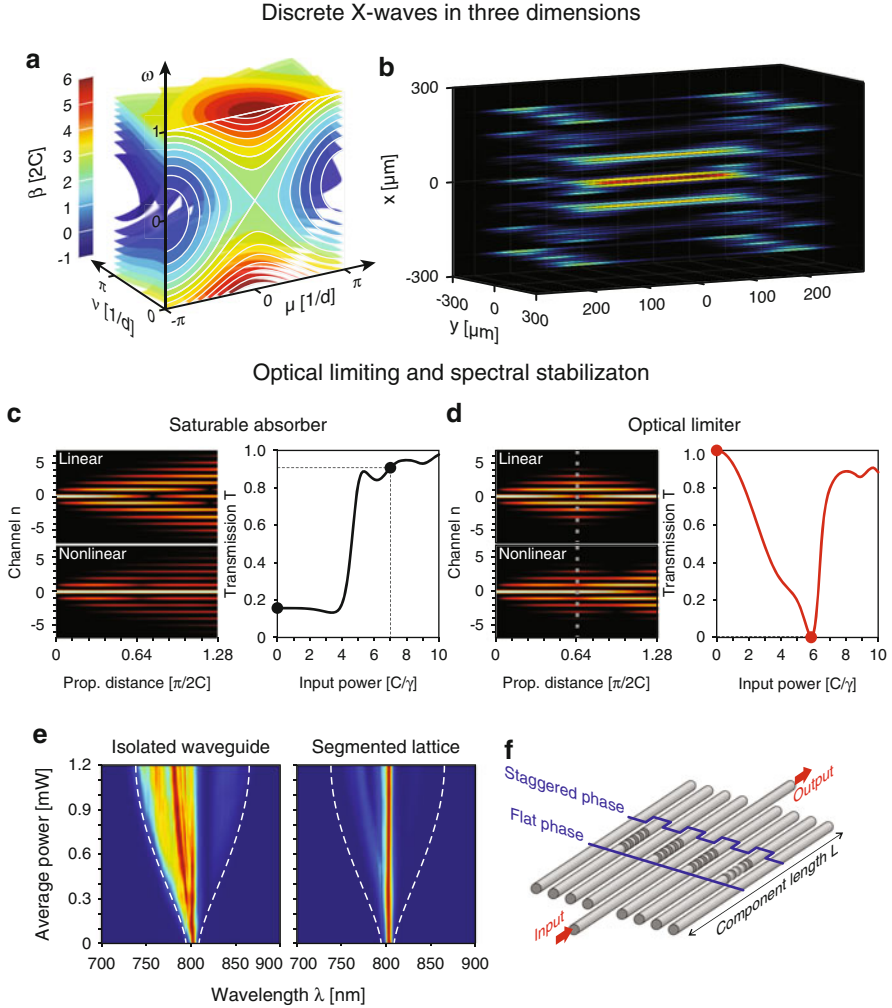 Discrete X-waves in three dimensions
a
b
6
5
4
3
2
1
0
-1
β [2C]
ω
1
0
π
ν [1/d]
0
-π
0
π
μ [1/d]
300
0
-300
x [µm]
-300
0
300
y [µm]
200
100
0
100
200
Optical limiting and spectral stabilizaton
c
Saturable absorber
d
Optical limiter
Linear
Nonlinear
5
0
-5
5
0
-5
Channel n
0
0.64
1.28
Prop. distance [π/2C]
1.0
0.8
0.6
0.4
0.2
0
Transmission T
0
2
4
6
8
10
Input power [C/γ]
Linear
Nonlinear
5
0
-5
5
0
-5
Channel n
0
0.64
1.28
Prop. distance [π/2C]
1.0
0.8
0.6
0.4
0.2
0
Transmission T
0
2
4
6
8
10
Input power [C/γ]
e
Isolated waveguide
Segmented lattice
f
1.2
0.9
0.6
0.3
0
Average power [mW]
700
750
800
850
900
700
750
800
850
900
Wavelength λ [nm]
Staggered phase
Flat phase
Output
Input
Component length L